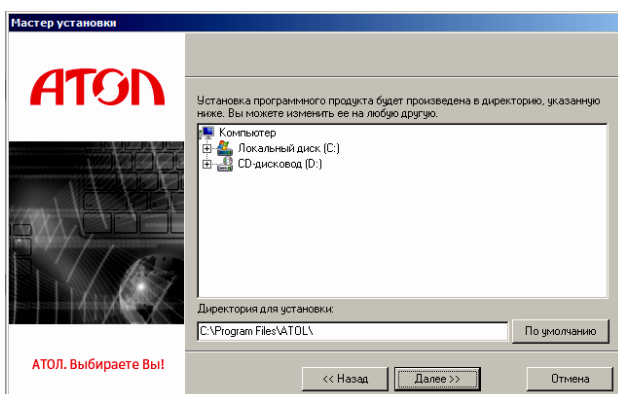 Мастер установки
АТОЛ
Установка программного продукта будет произведена в директорию, указанную
ниже. Вы можете изменить ее на любую другую.
Компьютер
Локальный диск (C:)
CD-дисковод (D:)
Директория для установки:
C:\Program Files\ATOL\
По умолчанию
АТОЛ. Выбираете Вы!
<< Назад
Далее >>
Отмена